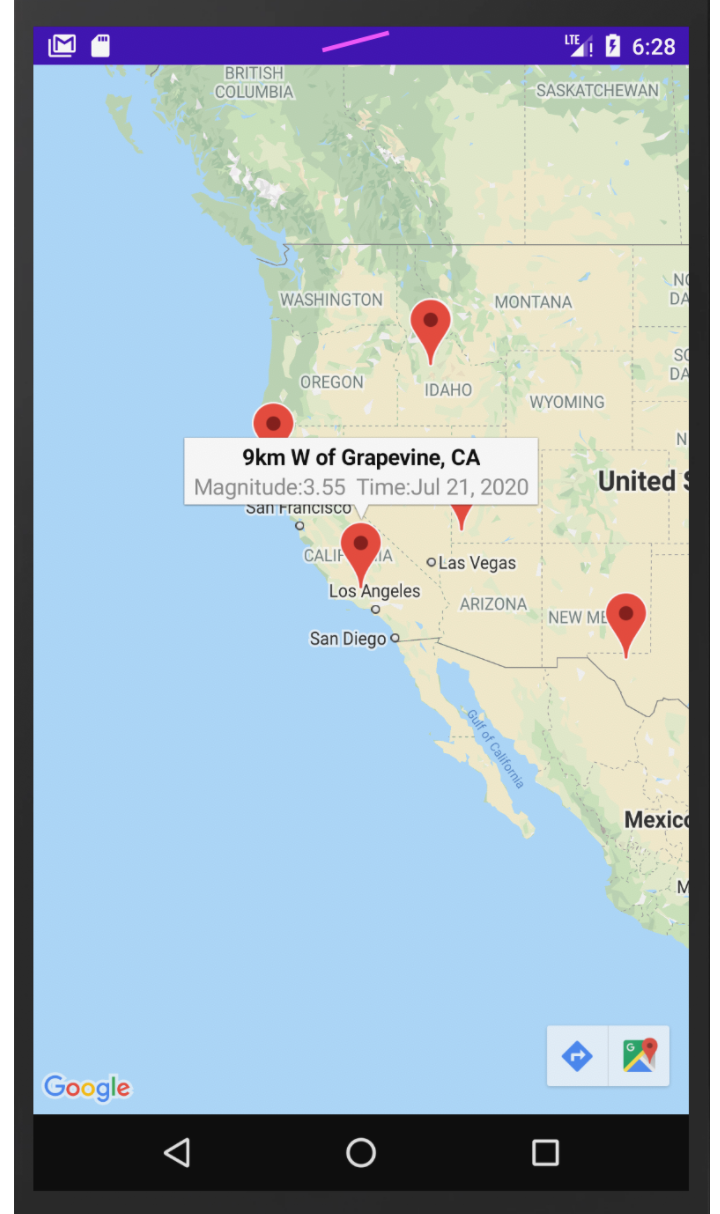 LTE 6:28
BRITISH
COLUMBIA
SASKATCHEWAN
WASHINGTON
MONTANA
NO
DA
OREGON
IDAHO
SO
DA
WYOMING
N
9km W of Grapevine, CA
Magnitude:3.55 Time:Jul 21, 2020
United S
San Francisco
CALIF
IA
Las Vegas
Los Angeles
ARIZONA
NEW ME
San Diego
Gulf of California
Mexico
M
G
Google